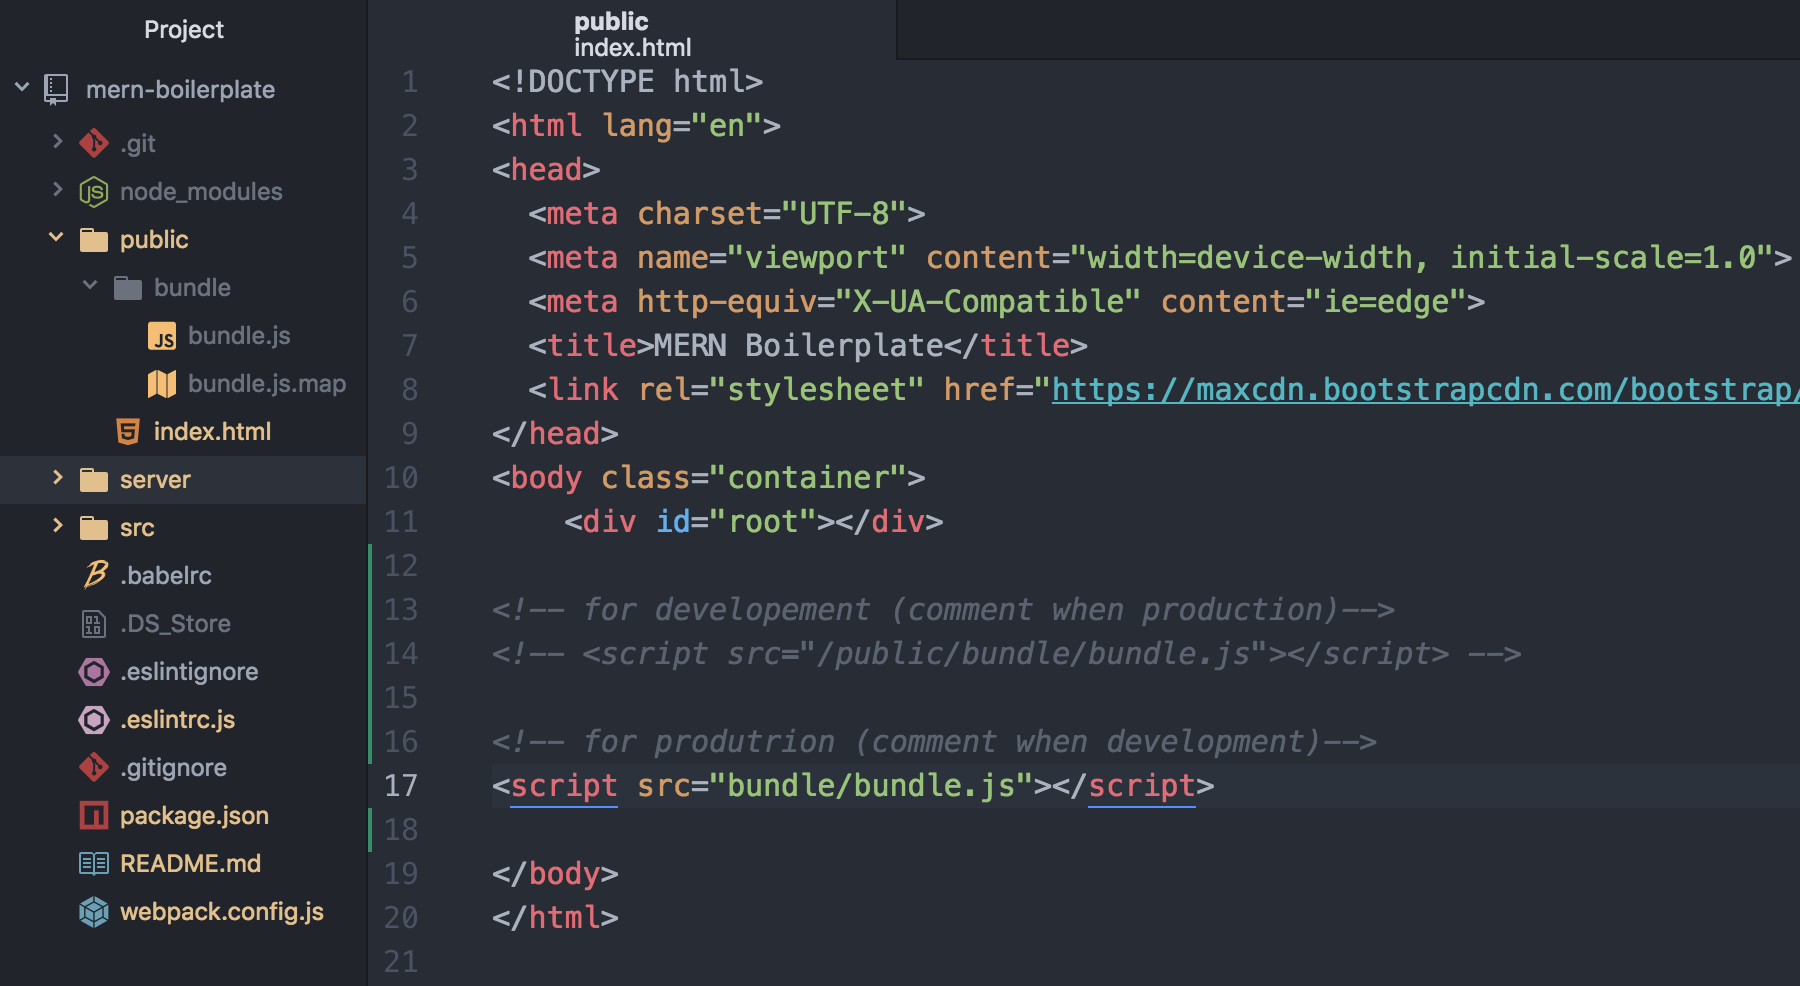 Project
mern-boilerplate
.git
node_modules
public
bundle
JS bundle.js
bundle.js.map
index.html
server
src
.babelrc
.DS_Store
.eslintignore
.eslintrc.js
.gitignore
package.json
README.md
webpack.config.js
public
index.html
1 <!DOCTYPE html>
2 <html lang="en">
3 <head>
4 <meta charset="UTF-8">
5 <meta name="viewport" content="width=device-width, initial-scale=1.0">
6 <meta http-equiv="X-UA-Compatible" content="ie=edge">
7 <title>MERN Boilerplate</title>
8 <link rel="stylesheet" href="https://maxcdn.bootstrapcdn.com/bootstrap/
9 </head>
10 <body class="container">
11 <div id="root"></div>
12
13 <!-- for developement (comment when production)-->
14 <!-- <script src="/public/bundle/bundle.js"></script> -->
15
16 <!-- for produtrion (comment when development)-->
17 <script src="bundle/bundle.js"></script>
18
19 </body>
20 </html>
21